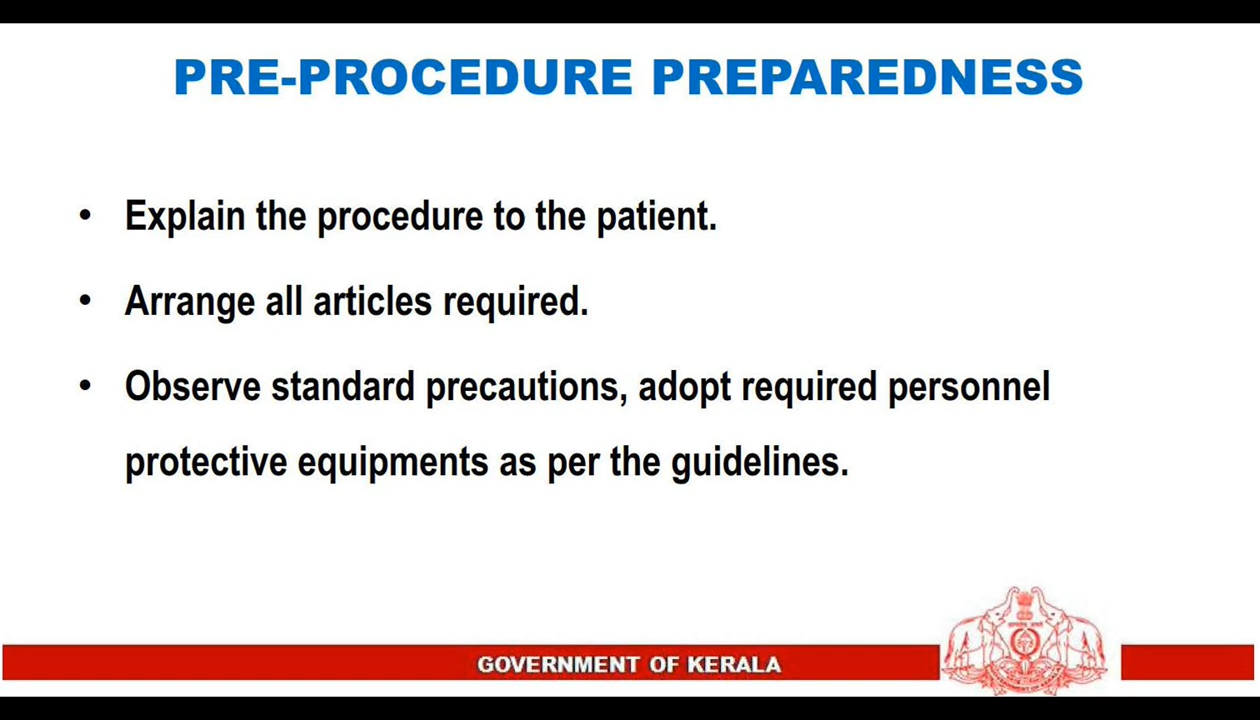 PRE-PROCEDURE PREPAREDNESS
• Explain the procedure to the patient.
• Arrange all articles required.
• Observe standard precautions, adopt required personnel
protective equipments as per the guidelines.
GOVERNMENT OF KERALA